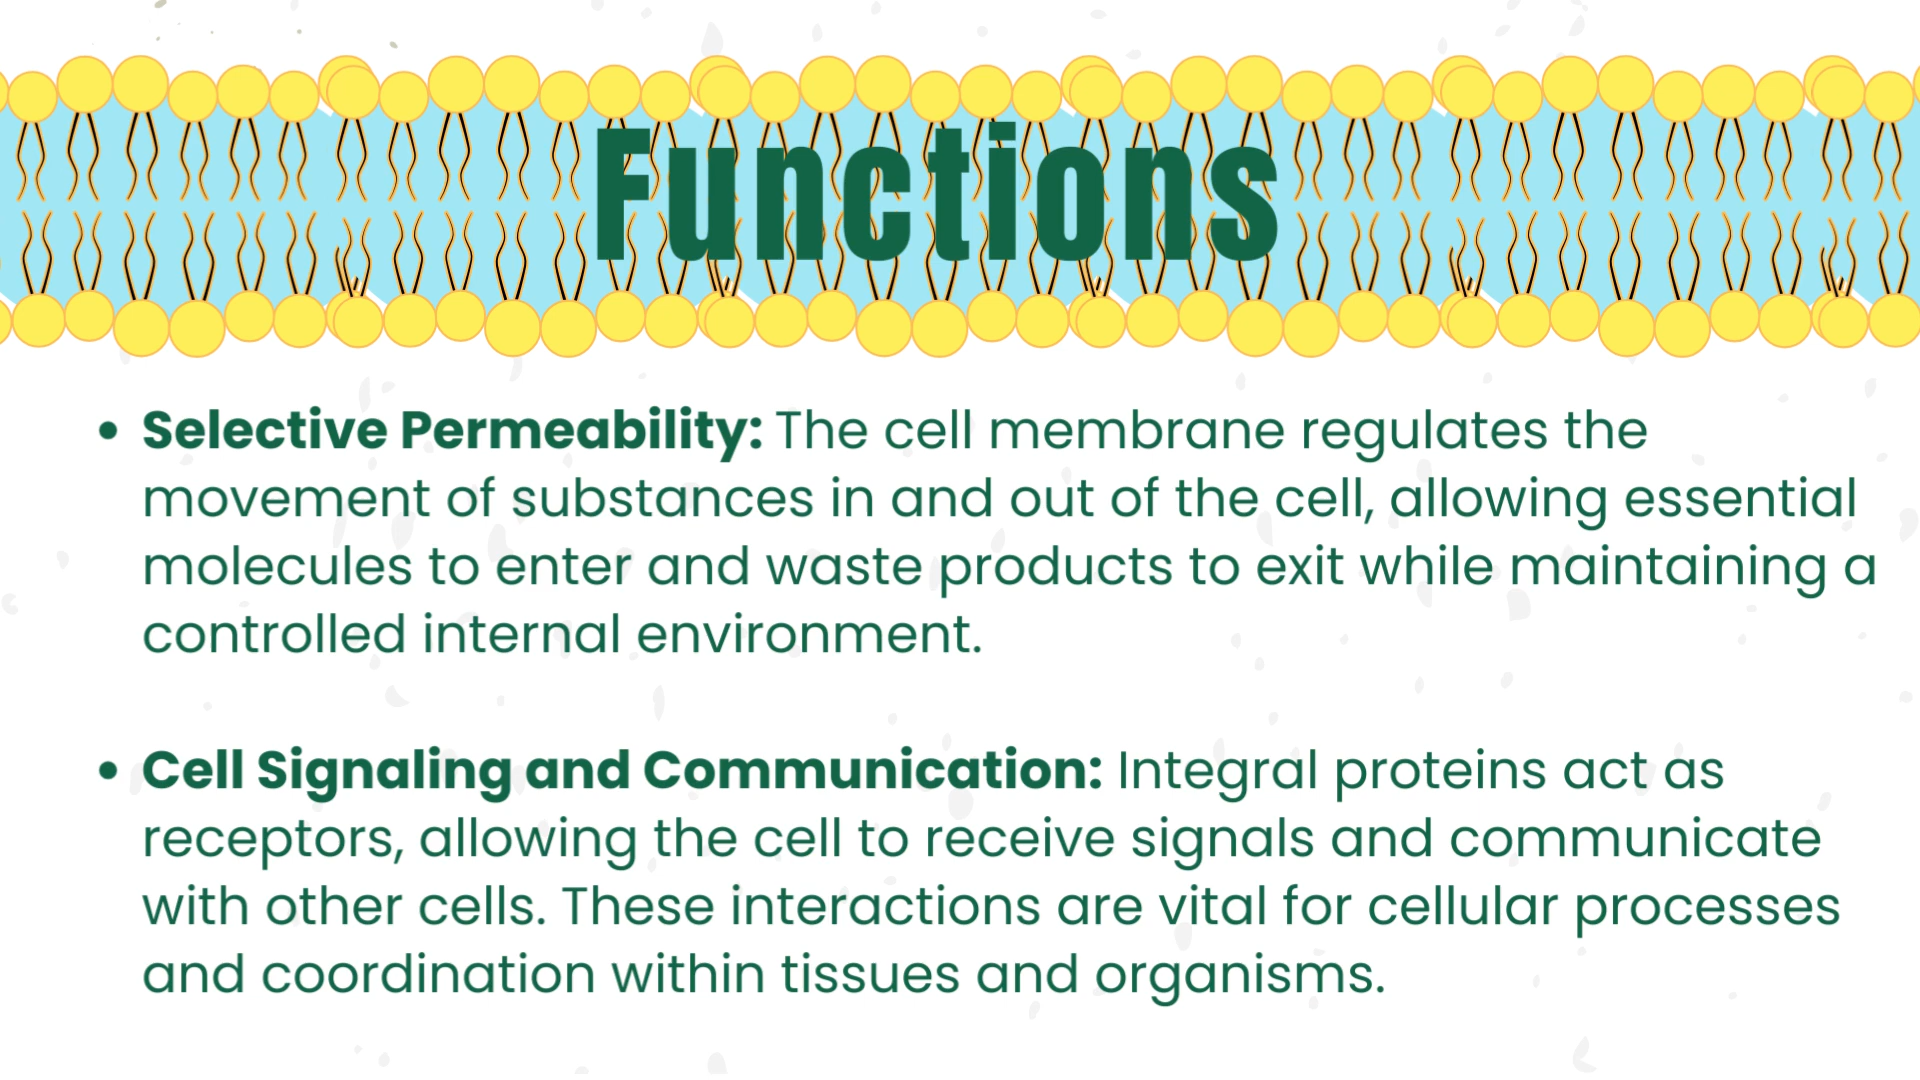 Functions
• Selective Permeability: The cell membrane regulates the
movement of substances in and out of the cell, allowing essential
molecules to enter and waste products to exit while maintaining a
controlled internal environment.
• Cell Signaling and Communication: Integral proteins act as
receptors, allowing the cell to receive signals and communicate
with other cells. These interactions are vital for cellular processes
and coordination within tissues and organisms.